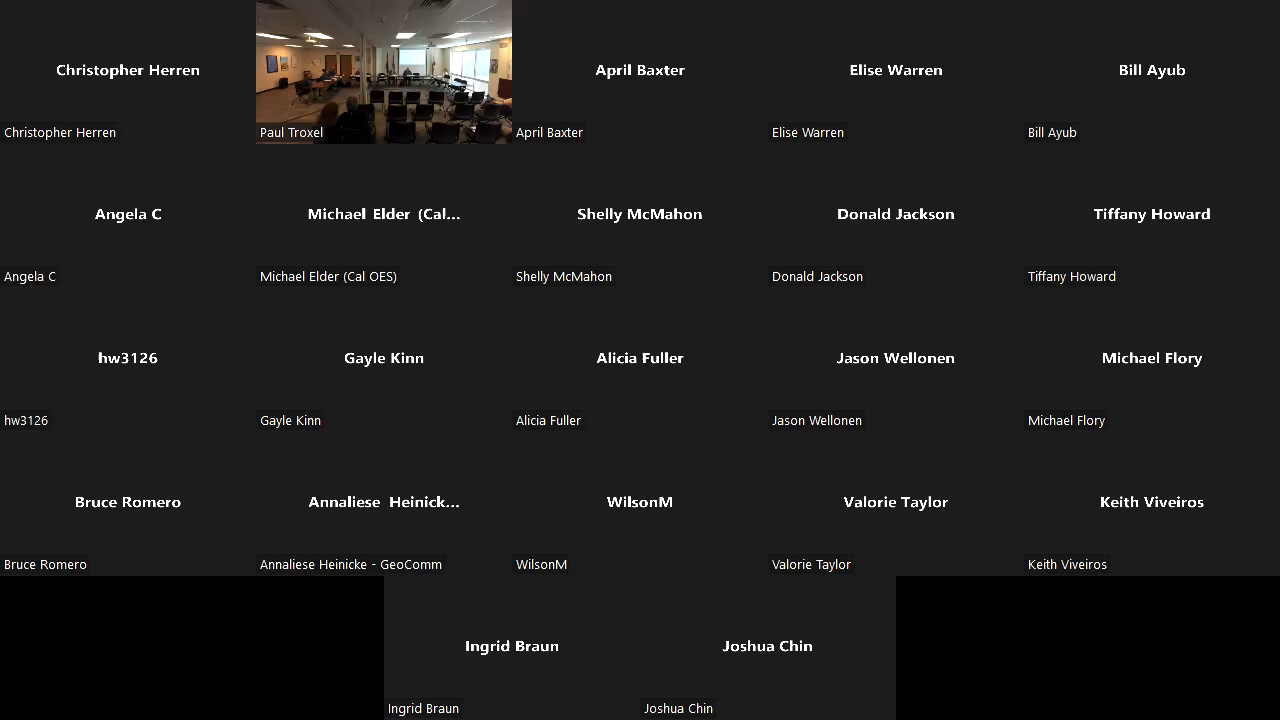 Christopher Herren
April Baxter
Elise Warren
Bill Ayub
Christopher Herren
Paul Troxel
April Baxter
Elise Warren
Bill Ayub
Angela C
Michael Elder (Cal...
Shelly McMahon
Donald Jackson
Tiffany Howard
Angela C
Michael Elder (Cal OES)
Shelly McMahon
Donald Jackson
Tiffany Howard
hw3126
Gayle Kinn
Alicia Fuller
Jason Wellonen
Michael Flory
hw3126
Gayle Kinn
Alicia Fuller
Jason Wellonen
Michael Flory
Bruce Romero
Annaliese Heinick...
WilsonM
Valorie Taylor
Keith Viveiros
Bruce Romero
Annaliese Heinicke - GeoComm
WilsonM
Valorie Taylor
Keith Viveiros
Ingrid Braun
Joshua Chin
Ingrid Braun
Joshua Chin